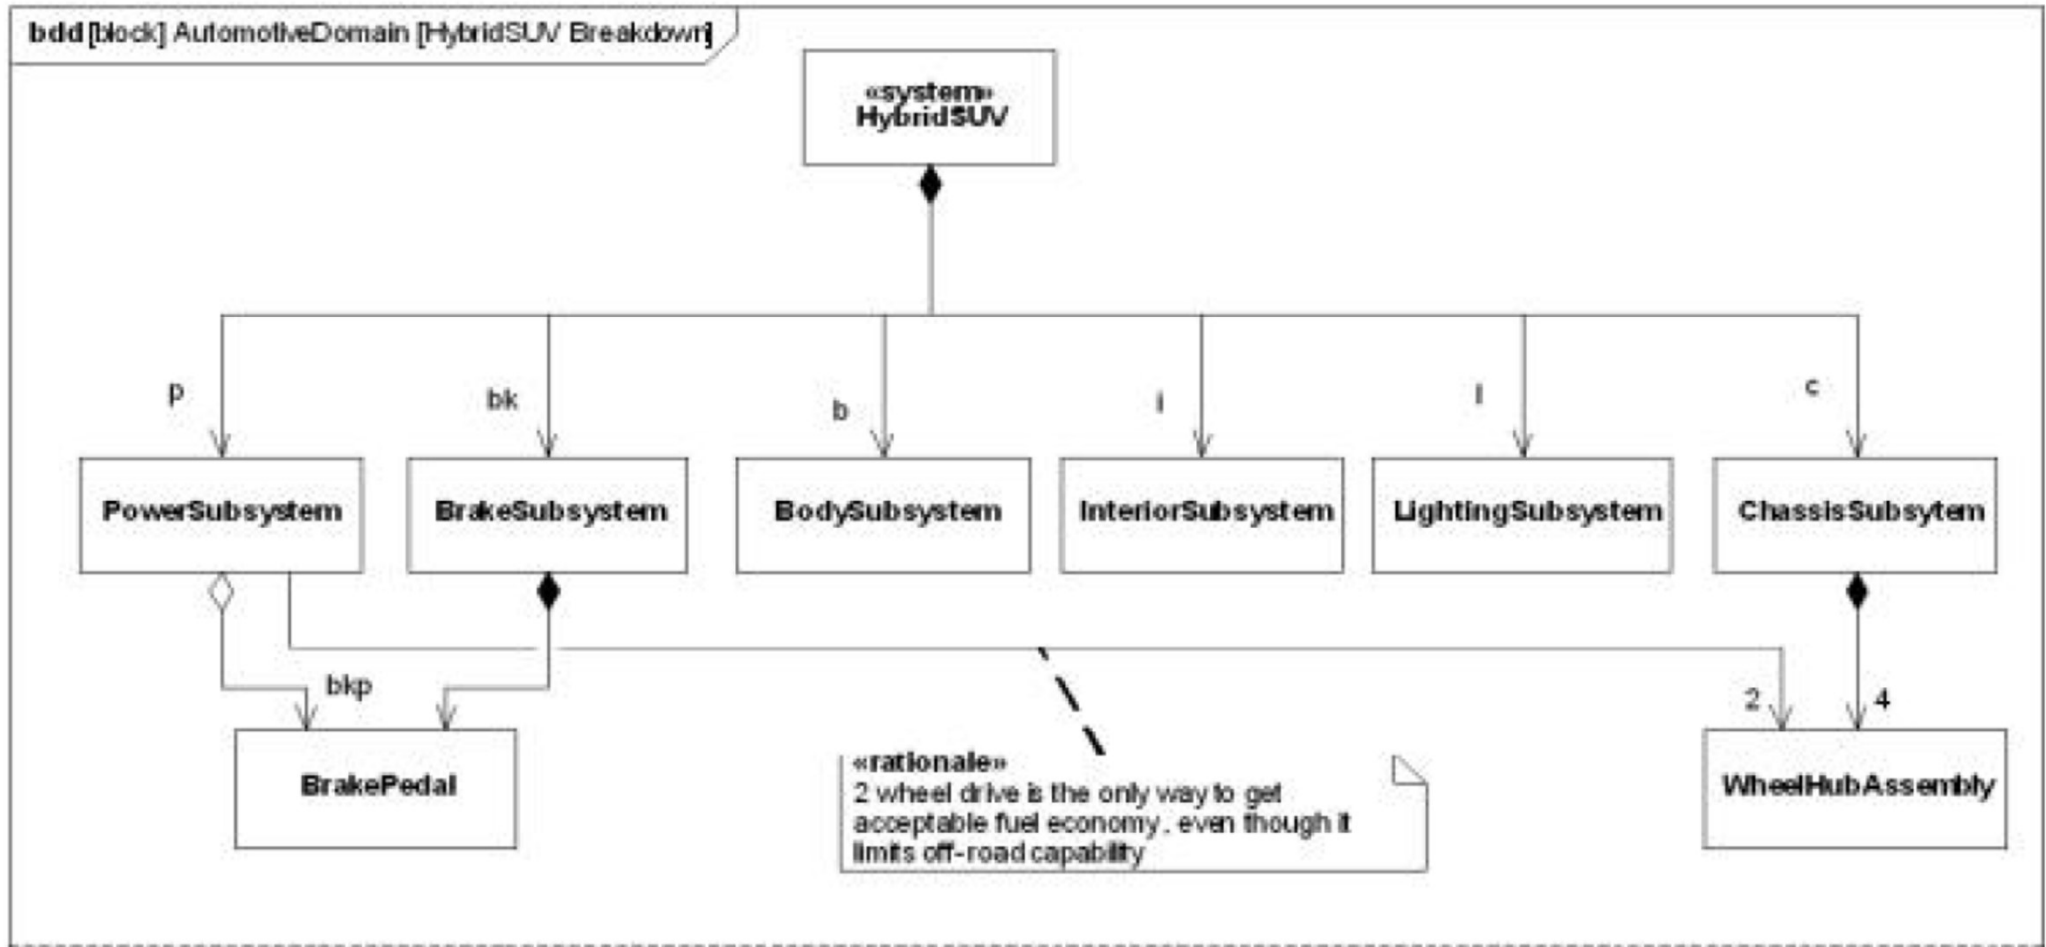 bdd [block] AutomotiveDomain [HybridSUV Breakdown]
«system»
HybridSUV
p
bk
b
i
l
c
PowerSubsystem
BrakeSubsystem
BodySubsystem
InteriorSubsystem
LightingSubsystem
ChassisSubsytem
bkp
2
4
BrakePedal
«rationale»
2 wheel drive is the only way to get
acceptable fuel economy, even though it
limits off-road capability
WheelHubAssembly